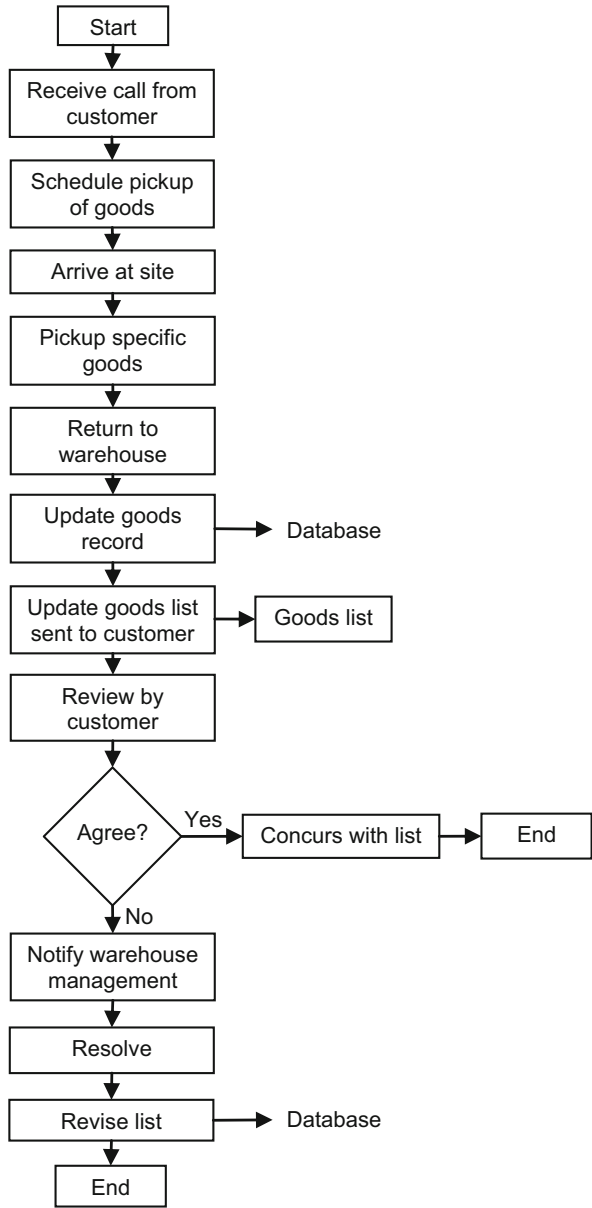 Start
Receive call from
customer
Schedule pickup
of goods
Arrive at site
Pickup specific
goods
Return to
warehouse
Update goods
record
Database
Update goods list
sent to customer
Goods list
Review by
customer
Agree?
Yes
Concurs with list
End
No
Notify warehouse
management
Resolve
Revise list
Database
End